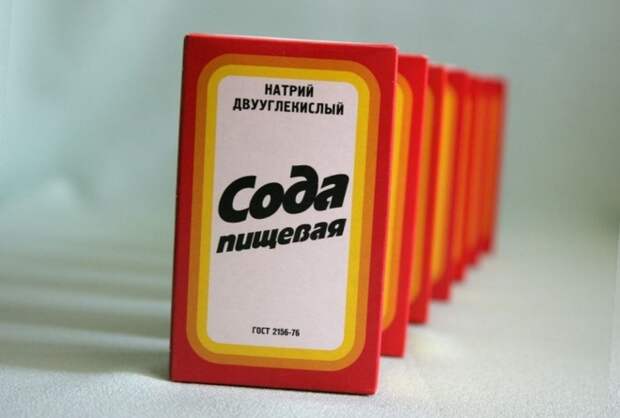 НАТРИЙ
ДВУУГЛЕКИСЛЫЙ
Сода
пищевая
ГОСТ 2156-76